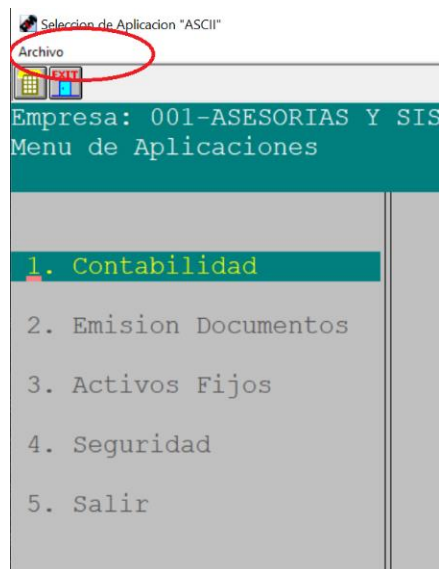 Seleccion de Aplicacion "ASCII"
Archivo
EXIT
Empresa: 001-ASESORIAS Y SIS
Menu de Aplicaciones
1. Contabilidad
2. Emision Documentos
3. Activos Fijos
4. Seguridad
5. Salir